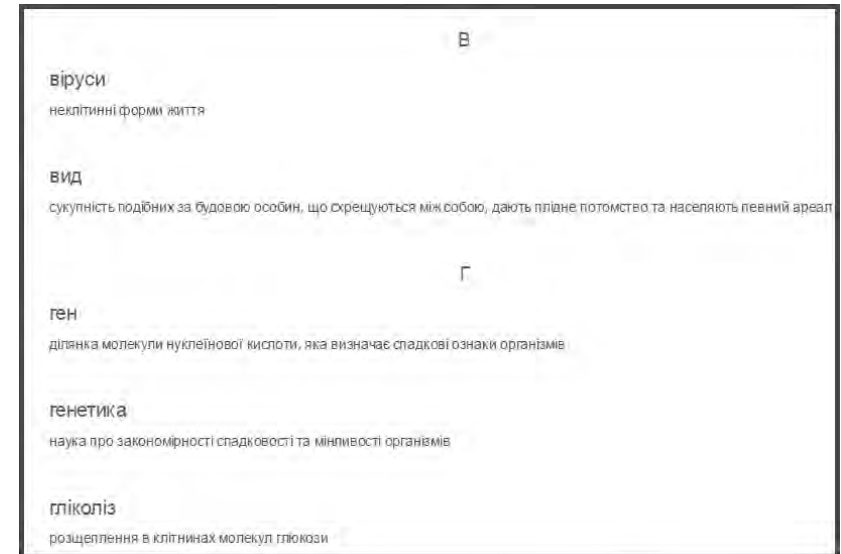 В
віруси
неклітинні форми життя
вид
сукупність подібних за будовою особин, що схрещуються між собою, дають плідне потомство та населяють певний ареал
Г
ген
ділянка молекули нуклеїнової кислоти, яка визначає спадкові ознаки організмів
генетика
наука про закономірності спадковості та мінливості організмів
гліколіз
розщеплення в клітнинах молекул глюкози